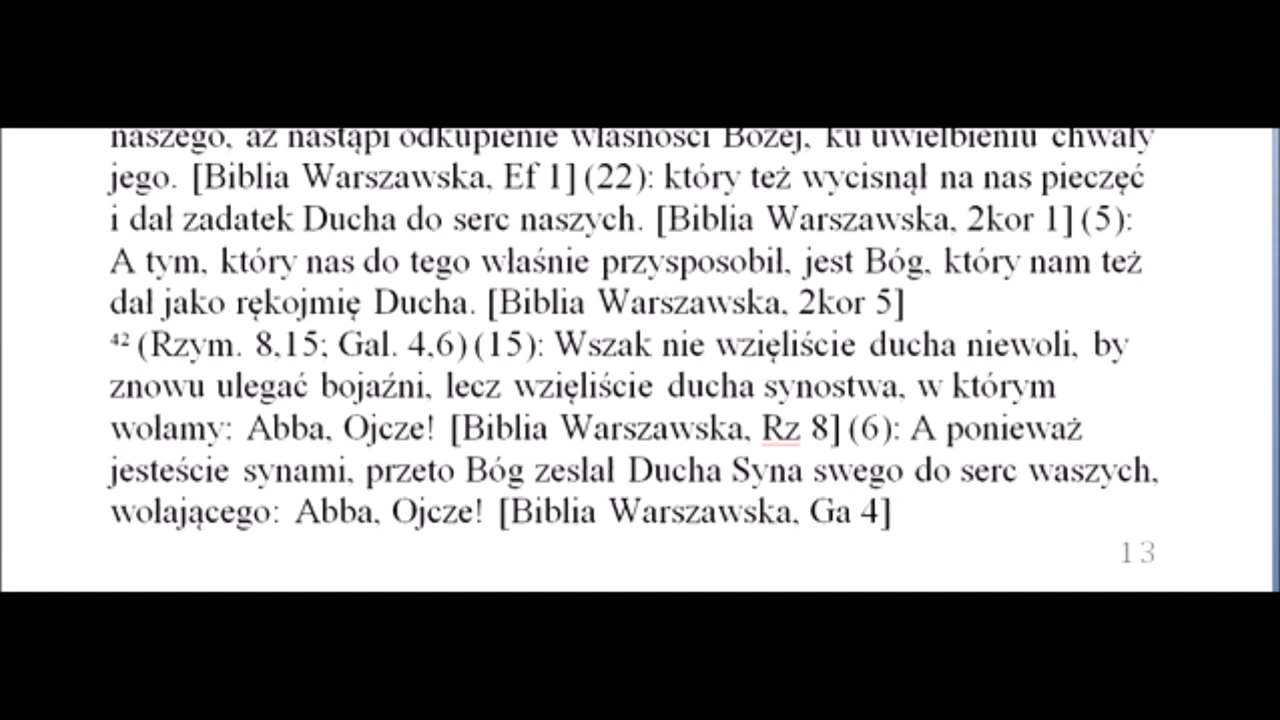 naszego, aż nastąpi odkupienie własności Bożej, ku uwielbieniu chwały
jego. [Biblia Warszawska, Ef 1] (22): który też wycisnął na nas pieczęć
i dał zadatek Ducha do serc naszych. [Biblia Warszawska, 2kor 1] (5):
A tym, który nas do tego właśnie przysposobił, jest Bóg, który nam też
dał jako rękojmię Ducha. [Biblia Warszawska, 2kor 5]
⁴² (Rzym. 8,15; Gal. 4,6) (15): Wszak nie wzięliście ducha niewoli, by
znowu ulegać bojaźni, lecz wzięliście ducha synostwa, w którym
wołamy: Abba, Ojcze! [Biblia Warszawska, Rz 8] (6): A ponieważ
jesteście synami, przeto Bóg zesłał Ducha Syna swego do serc waszych,
wołającego: Abba, Ojcze! [Biblia Warszawska, Ga 4]
13